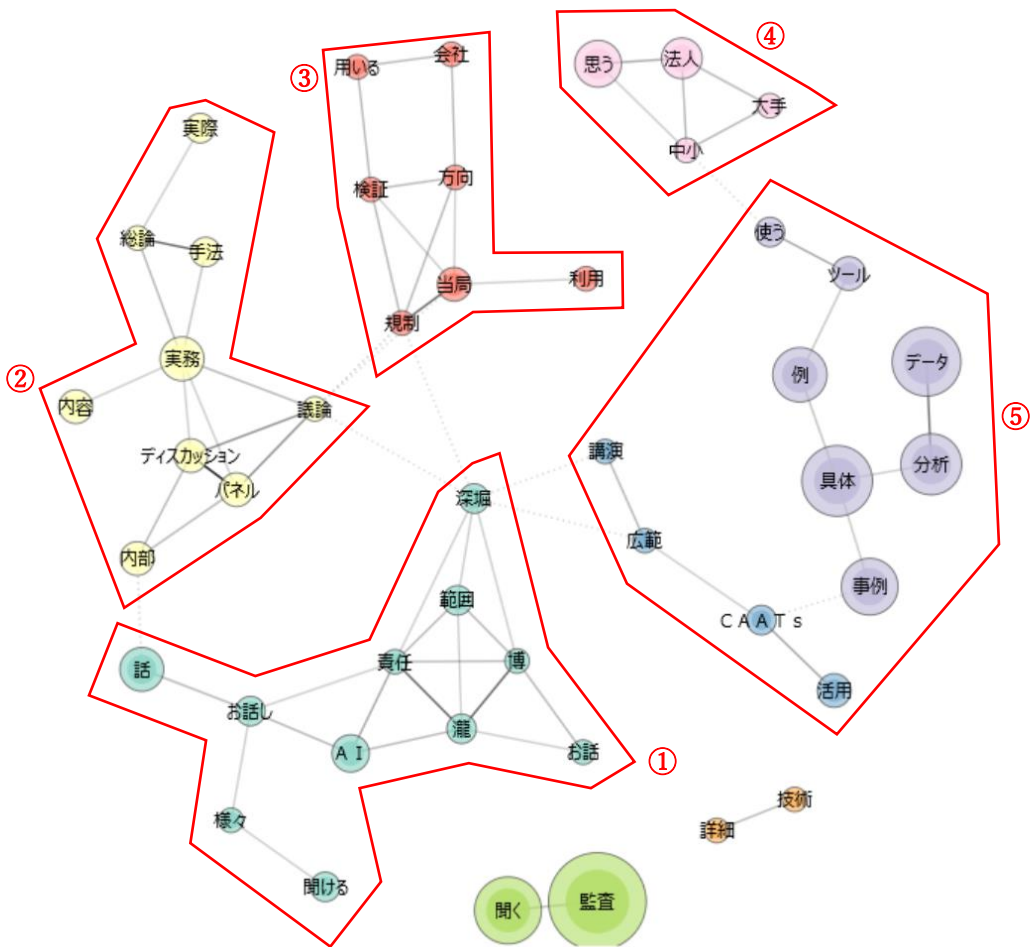 ③
用いる
会社
検証
方向
当局
利用
規制
④
思う
法人
大手
中小
②
実際
総論
手法
実務
内容
議論
ディスカッション
パネル
内部
⑤
使う
ツール
例
データ
具体
分析
事例
講演
広範
ＣＡＡＴｓ
活用
①
深堀
範囲
責任
博
瀧
お話
ＡＩ
お話し
話
様々
聞ける
技術
詳細
聞く
監査